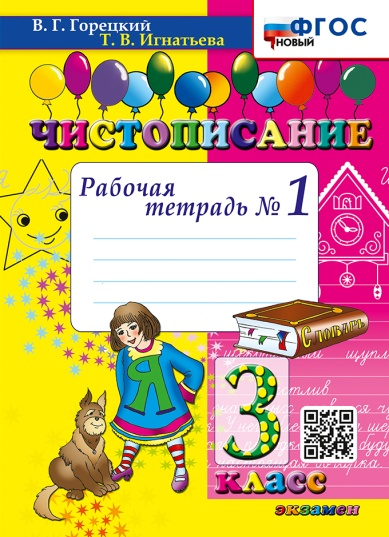 В. Г. Горецкий
Т. В. Игнатьева
ФГОС
НОВЫЙ
ЧИСТОПИСАНИЕ
Рабочая
тетрадь № 1
Словарь
Я
3
класс
экзамен